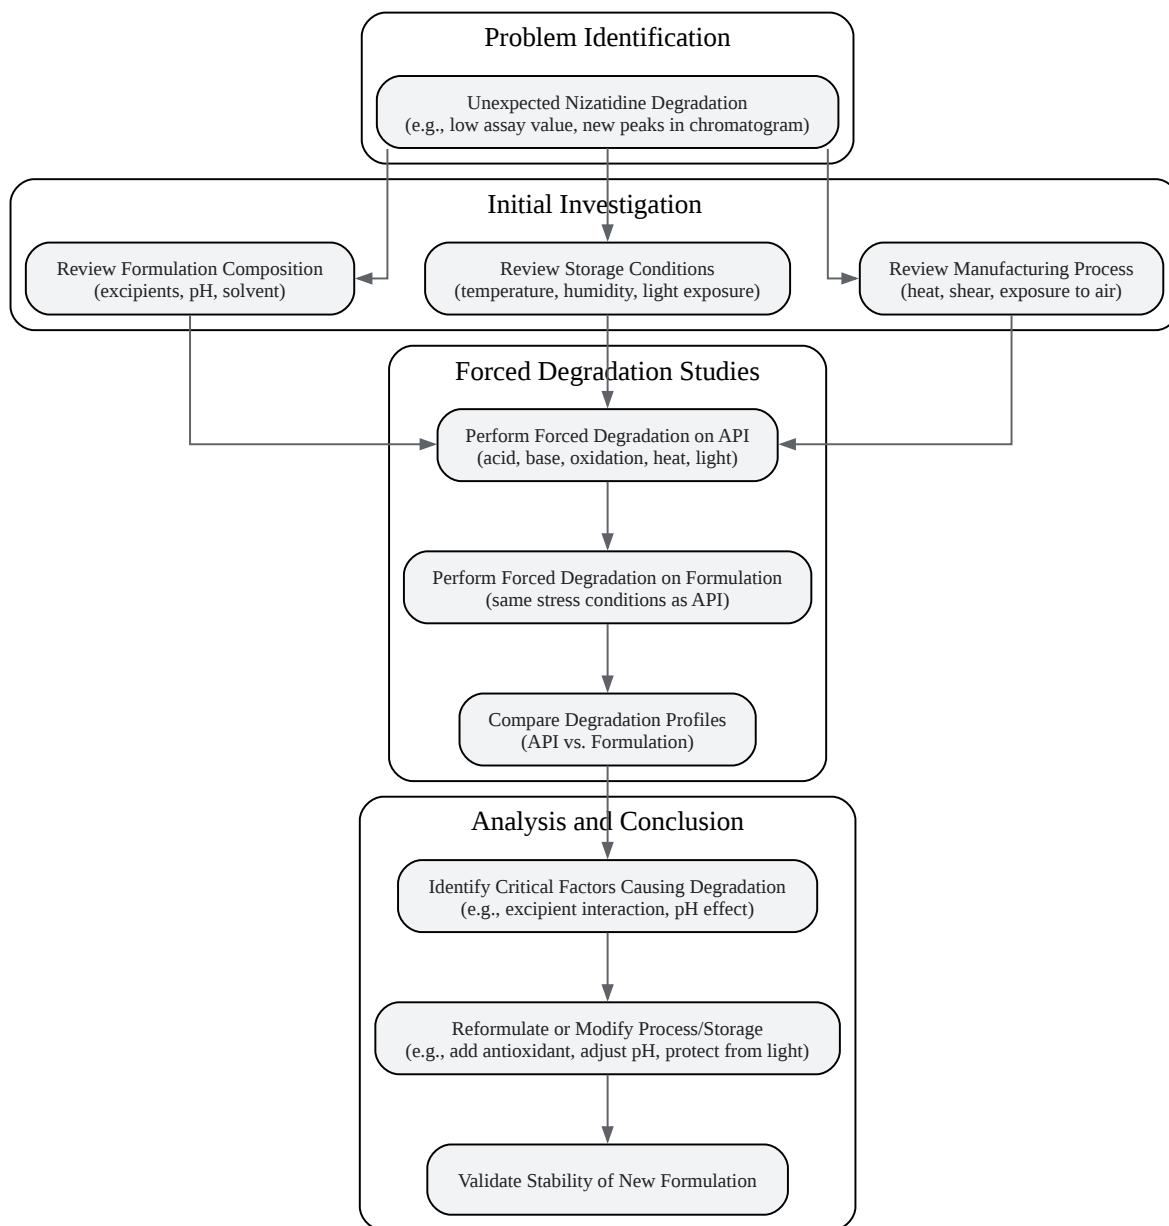 Problem Identification
Unexpected Nizatidine Degradation
(e.g., low assay value, new peaks in chromatogram)
Initial Investigation
Review Formulation Composition
(excipients, pH, solvent)
Review Storage Conditions
(temperature, humidity, light exposure)
Review Manufacturing Process
(heat, shear, exposure to air)
Forced Degradation Studies
Perform Forced Degradation on API
(acid, base, oxidation, heat, light)
Perform Forced Degradation on Formulation
(same stress conditions as API)
Compare Degradation Profiles
(API vs. Formulation)
Analysis and Conclusion
Identify Critical Factors Causing Degradation
(e.g., excipient interaction, pH effect)
Reformulate or Modify Process/Storage
(e.g., add antioxidant, adjust pH, protect from light)
Validate Stability of New Formulation